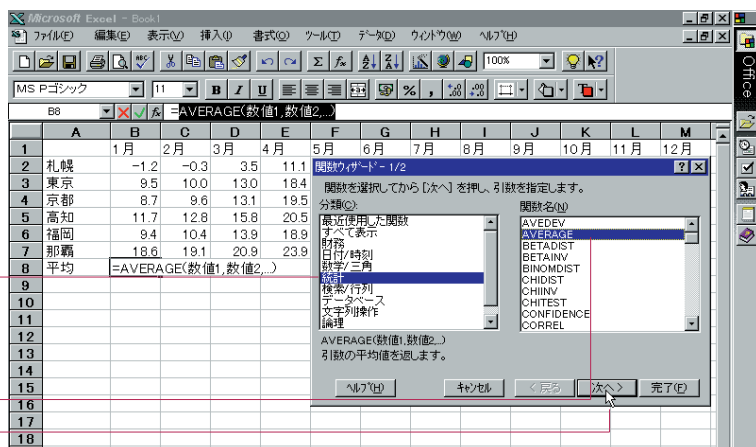 Microsoft Excel - Book1
ﾌｧｲﾙ(F) 編集(E) 表示(V) 挿入(I) 書式(O) ﾂｰﾙ(T) ﾃﾞｰﾀ(D) ｳｨﾝﾄﾞｳ(W) ﾍﾙﾌﾟ(H)
100%
MS Pゴシック 11 B I U % ,
B8 =AVERAGE(数値1,数値2,...)
A B C D E F G H I J K L M
1 1月 2月 3月 4月 5月 6月 7月 8月 9月 10月 11月 12月
2 札幌 -1.2 -0.3 3.5 11.1
3 東京 9.5 10.0 13.0 18.4
4 京都 8.7 9.6 13.1 19.5
5 高知 11.7 12.8 15.8 20.5
6 福岡 9.4 10.4 13.9 18.9
7 那覇 18.6 19.1 20.9 23.9
8 平均 =AVERAGE(数値1,数値2,...)
9
10
11
12
13
14
15
16
17
18
関数ｳｨｻﾞｰﾄﾞ - 1/2
関数を選択してから [次へ] を押し、引数を指定します。
分類(C):
最近使用した関数
すべて表示
財務
日付/時刻
数学/三角
統計
検索/行列
データベース
文字列操作
論理
関数名(N)
AVEDEV
AVERAGE
BETADIST
BETAINV
BINOMDIST
CHIDIST
CHIINV
CHITEST
CONFIDENCE
CORREL
AVERAGE(数値1,数値2,...)
引数の平均値を返します。
ﾍﾙﾌﾟ(H) ｷｬﾝｾﾙ < 戻る 次へ > 完了(F)
Office